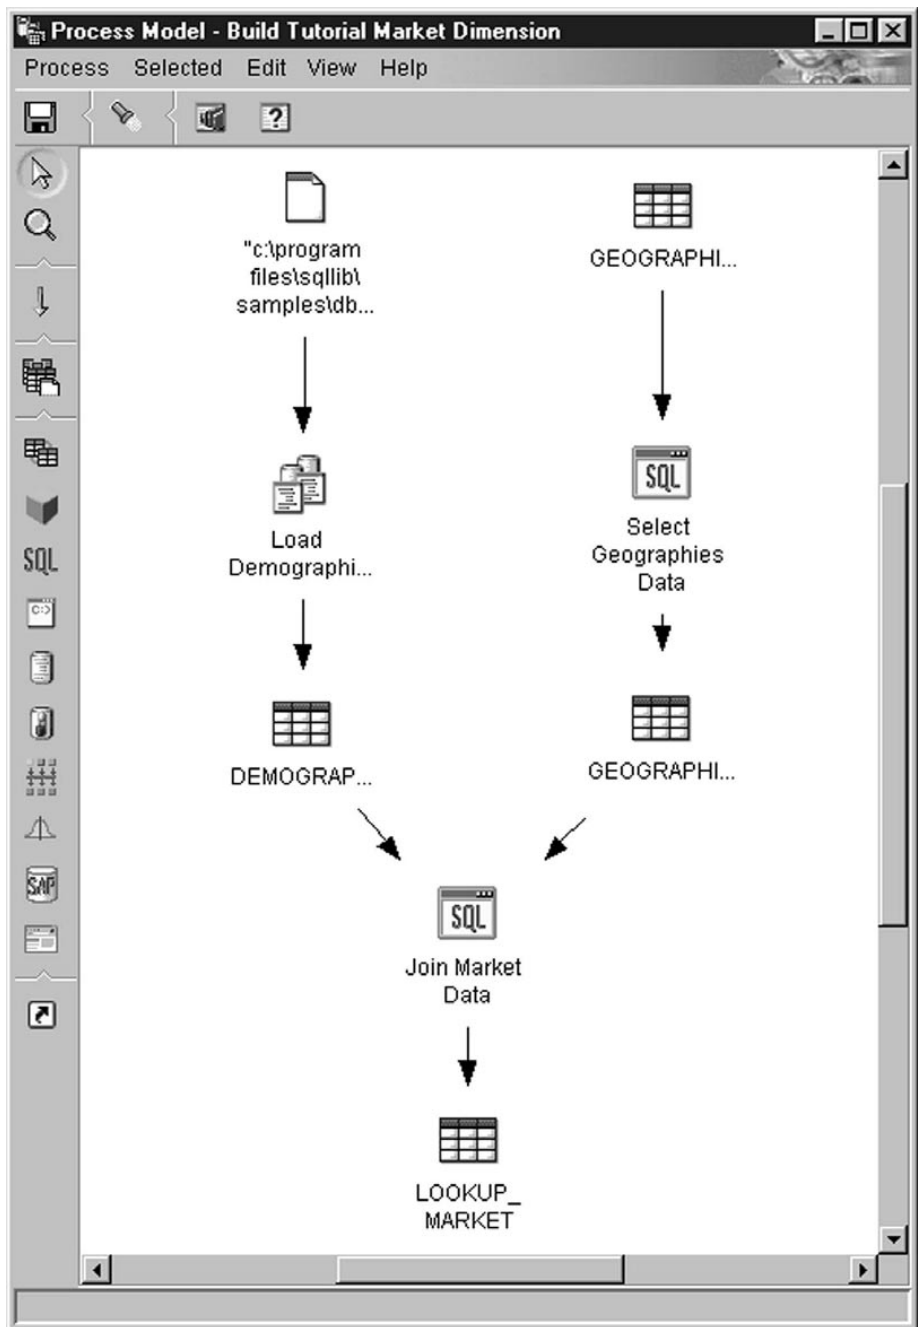 Process Model - Build Tutorial Market Dimension
Process Selected Edit View Help
"c:\program
files\sqllib\
samples\db...
GEOGRAPHI...
SQL
Load
Demographi...
Select
Geographies
Data
SQL
DEMOGRAP...
GEOGRAPHI...
SAP
SQL
Join Market
Data
LOOKUP_
MARKET